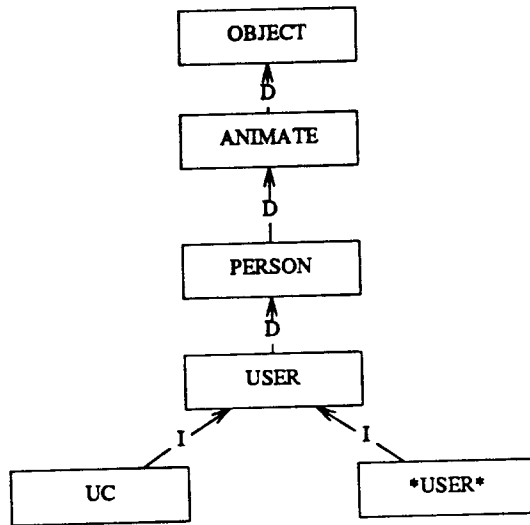 OBJECT
D
ANIMATE
D
PERSON
D
USER
I
I
UC
*USER*